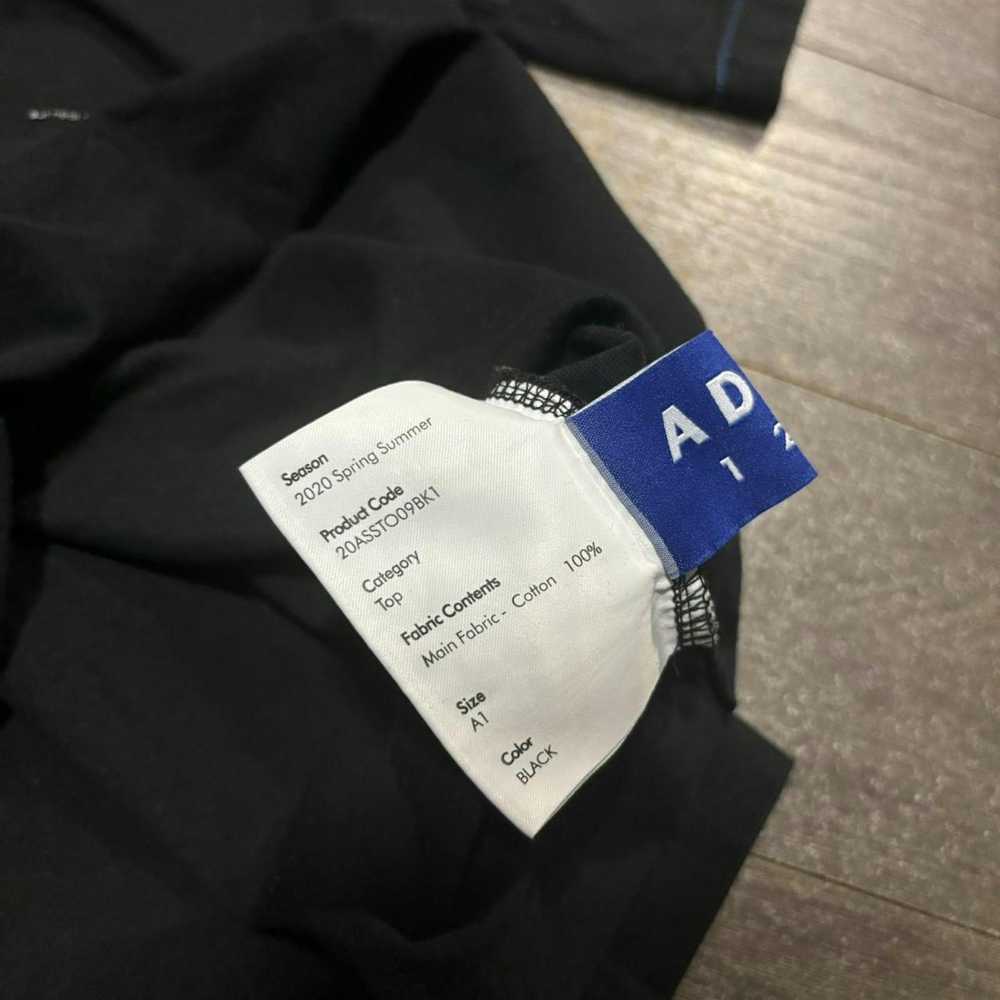 Season
2020 Spring Summer
Product Code
20ASSTO09BK1
Category
Top
Fabric Contents
Main Fabric - Cotton 100%
Size
A1
Color
BLACK
A D
1 2